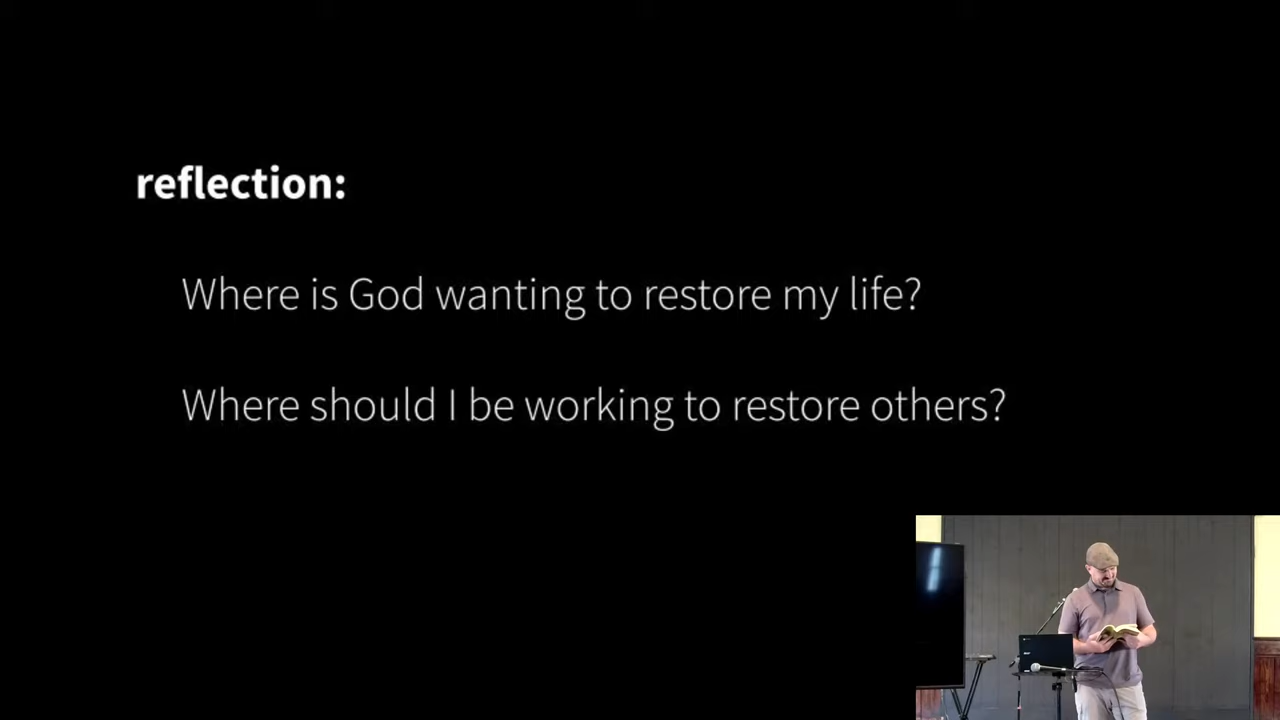 reflection:
Where is God wanting to restore my life?
Where should I be working to restore others?